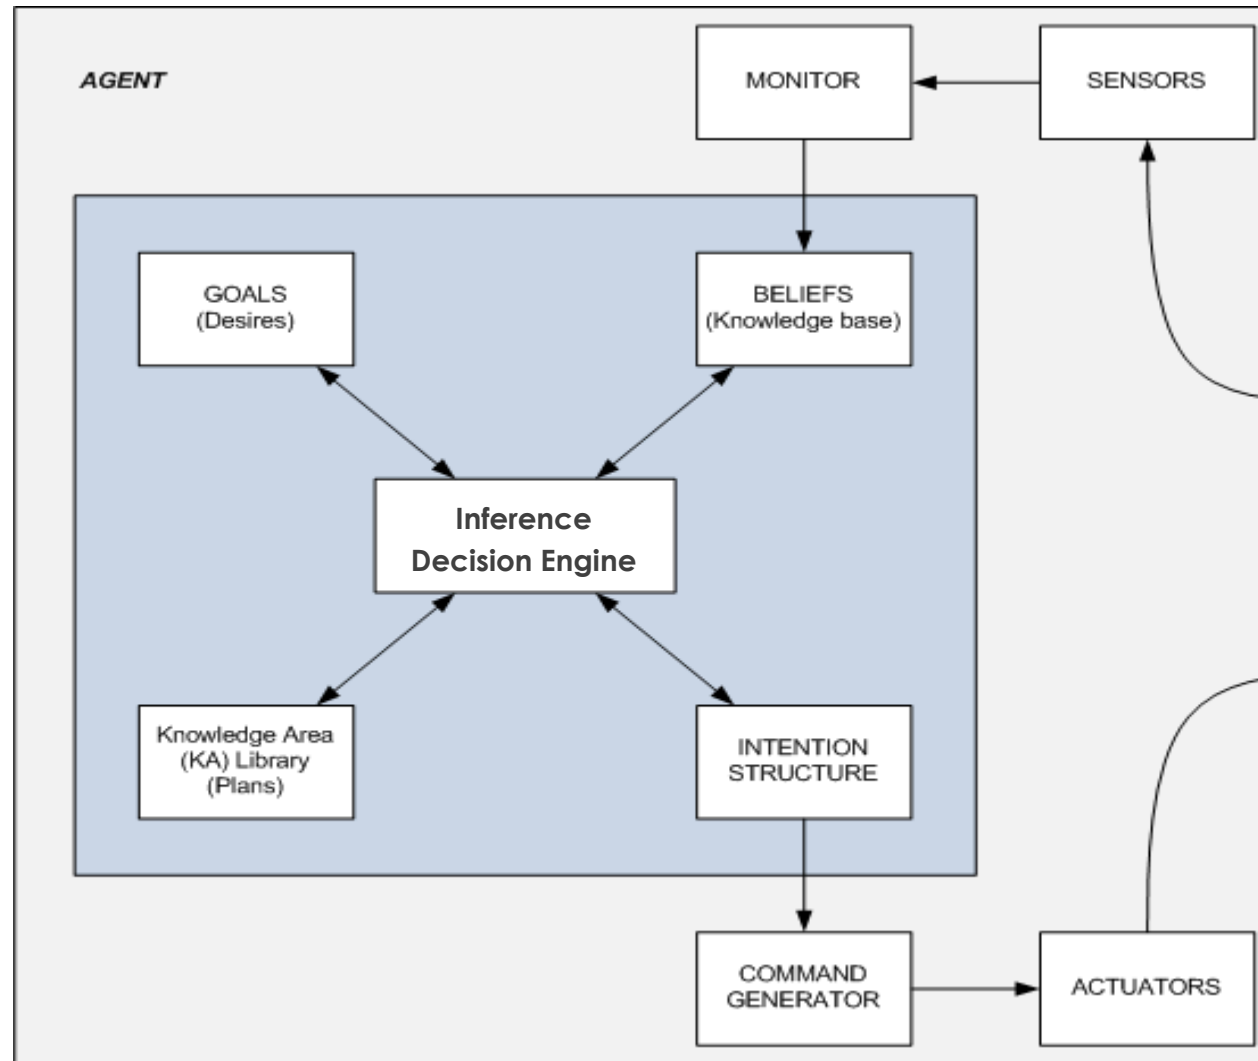 AGENT
MONITOR
SENSORS
GOALS
(Desires)
BELIEFS
(Knowledge base)
Inference
Decision Engine
Knowledge Area
(KA) Library
(Plans)
INTENTION
STRUCTURE
COMMAND
GENERATOR
ACTUATORS